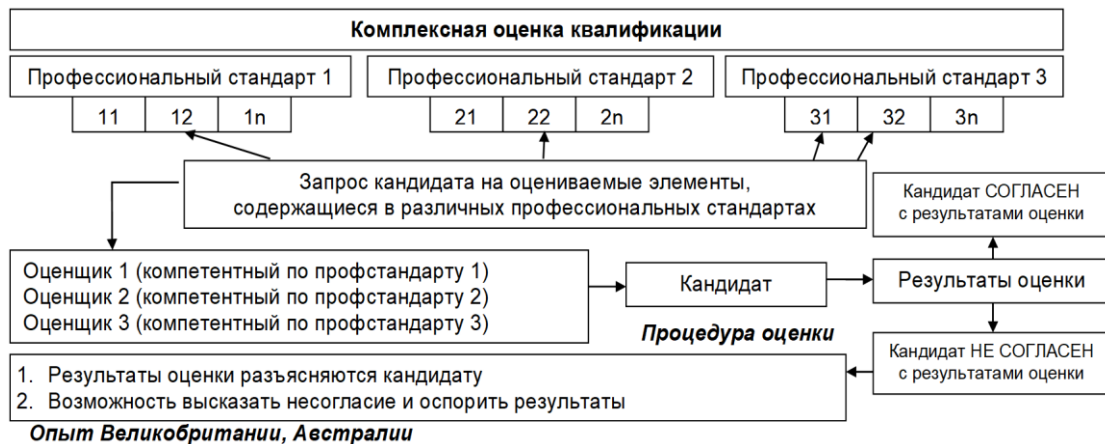 Комплексная оценка квалификации
Профессиональный стандарт 1
Профессиональный стандарт 2
Профессиональный стандарт 3
11 12 1n
21 22 2n
31 32 3n
Запрос кандидата на оцениваемые элементы,
содержащиеся в различных профессиональных стандартах
Кандидат СОГЛАСЕН
с результатами оценки
Оценщик 1 (компетентный по профстандарту 1)
Оценщик 2 (компетентный по профстандарту 2)
Оценщик 3 (компетентный по профстандарту 3)
Кандидат
Результаты оценки
Процедура оценки
Кандидат НЕ СОГЛАСЕН
с результатами оценки
1. Результаты оценки разъясняются кандидату
2. Возможность высказать несогласие и оспорить результаты
Опыт Великобритании, Австралии